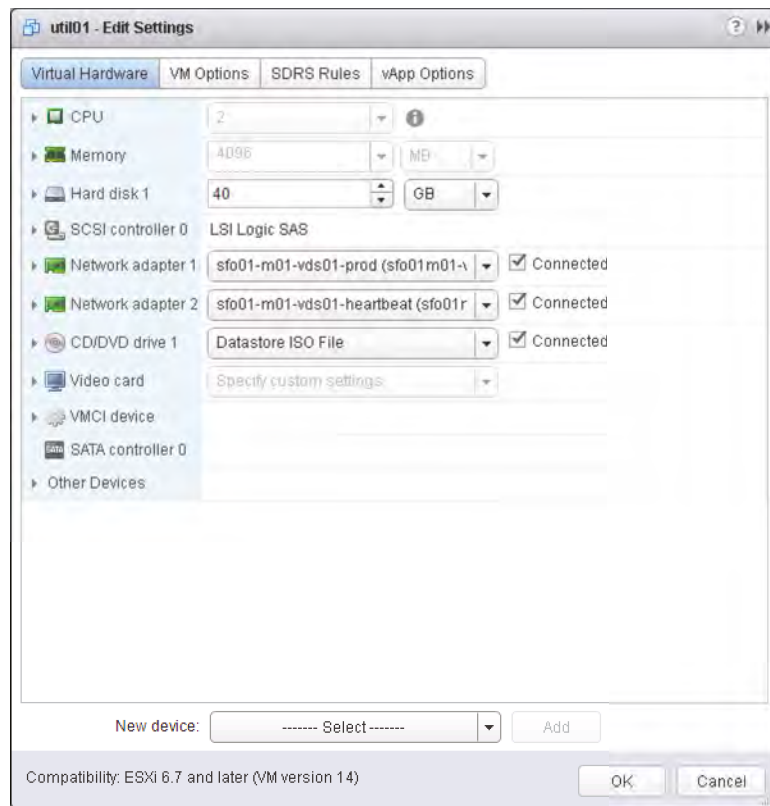 util01 - Edit Settings ?
Virtual Hardware VM Options SDRS Rules vApp Options
CPU 2
Memory 4096 MB
Hard disk 1 40 GB
SCSI controller 0 LSI Logic SAS
Network adapter 1 sfo01-m01-vds01-prod (sfo01m01-v Connected
Network adapter 2 sfo01-m01-vds01-heartbeat (sfo01r Connected
CD/DVD drive 1 Datastore ISO File Connected
Video card Specify custom settings
VMCI device
SATA SATA controller 0
Other Devices
New device: ------- Select ------- Add
Compatibility: ESXi 6.7 and later (VM version 14) OK Cancel